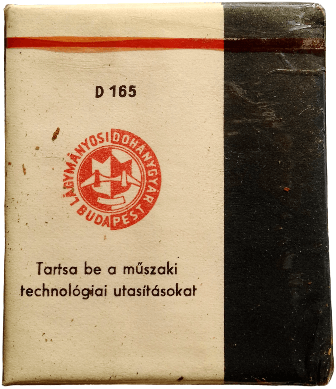 D 165
LÁGYMÁNYOSI DOHÁNYGYÁR
BUDAPEST
Tartsa be a műszaki
technológiai utasításokat